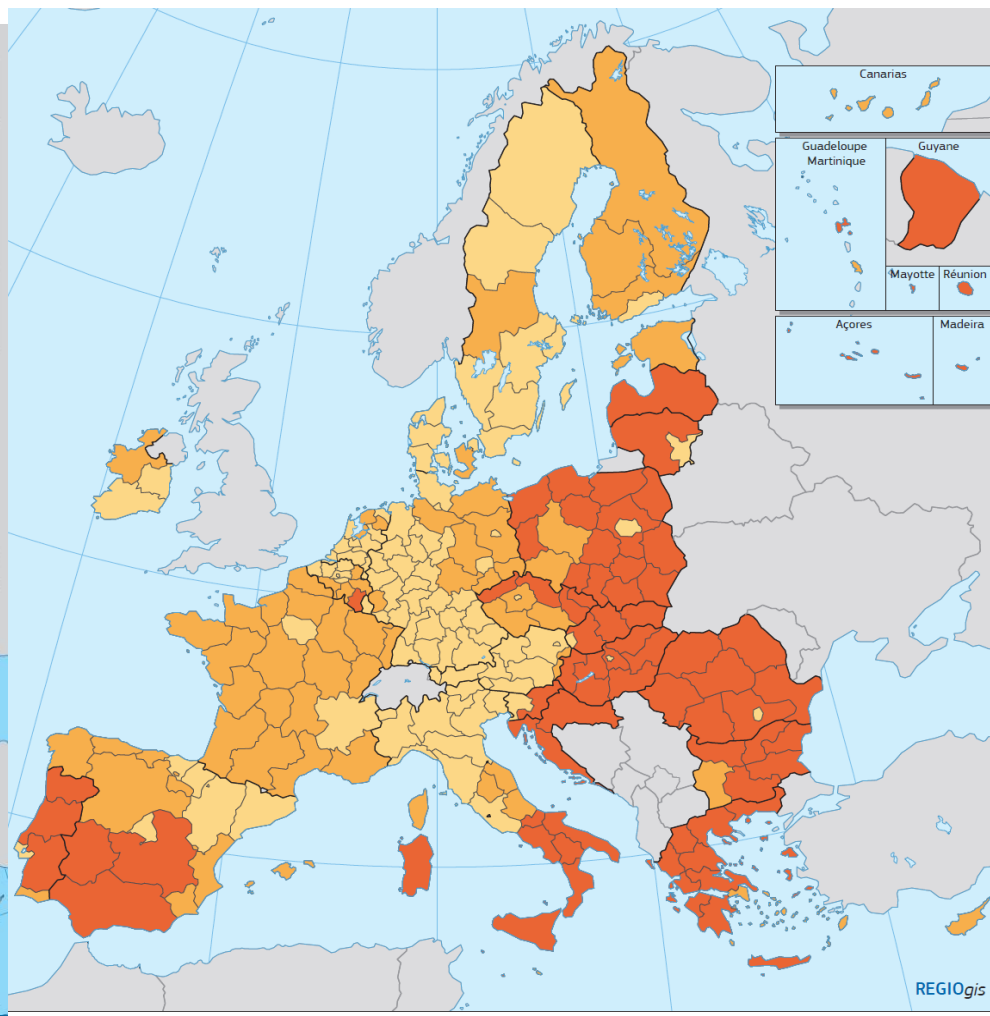 Canarias
Guadeloupe
Martinique
Guyane
Mayotte
Réunion
Açores
Madeira
REGIOgis